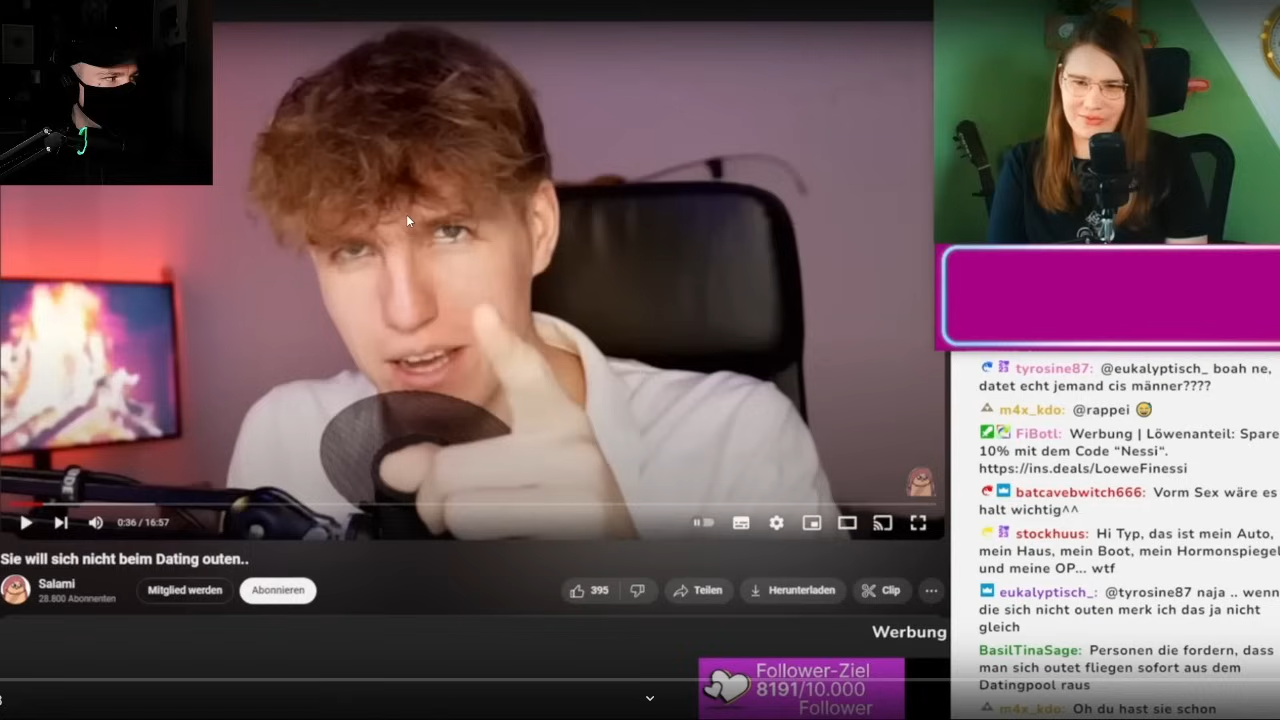 0:36 / 16:57
Sie will sich nicht beim Dating outen..
Salami
28.800 Abonnenten
Mitglied werden
Abonnieren
395
Teilen
Herunterladen
Clip
Werbung
Follower-Ziel
8191/10.000
Follower
tyrosine87: @eukalyptisch_ boah ne,
datet echt jemand cis männer????
m4x_kdo: @rappei 😅
FiBotl: Werbung | Löwenanteil: Spare
10% mit dem Code "Nessi".
https://ins.deals/LoeweFinessi
batcavebwitch666: Vorm Sex wäre es
halt wichtig^^
stockhuus: Hi Typ, das ist mein Auto,
mein Haus, mein Boot, mein Hormonspiegel
und meine OP... wtf
eukalyptisch_: @tyrosine87 naja .. wenn
die sich nicht outen merk ich das ja nicht
gleich
BasilTinaSage: Personen die fordern, dass
man sich outet fliegen sofort aus dem
Datingpool raus
m4x_kdo: Oh du hast sie schon